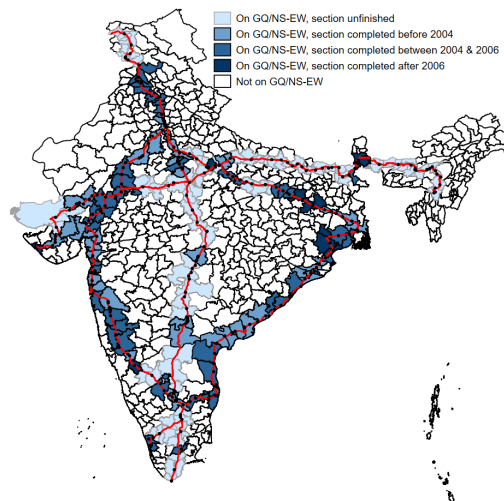 On GQ/NS-EW, section unfinished
On GQ/NS-EW, section completed before 2004
On GQ/NS-EW, section completed between 2004 & 2006
On GQ/NS-EW, section completed after 2006
Not on GQ/NS-EW